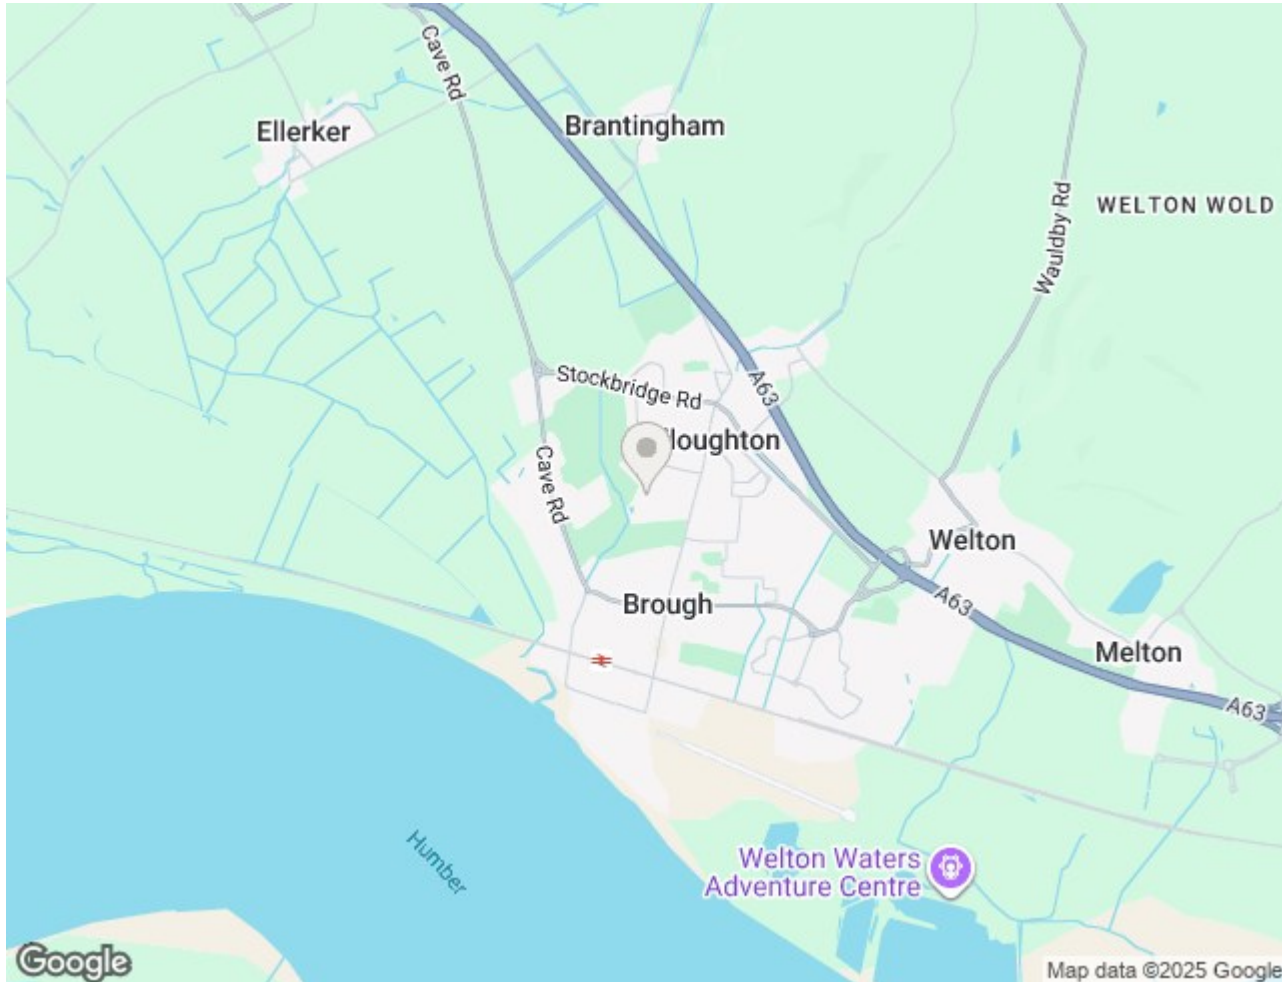 Cave Rd
Ellerker
Brantingham
WELTON WOLD
Wauldby Rd
Stockbridge Rd
A63
loughton
Cave Rd
Welton
A63
Brough
Melton
A63
Humber
Welton Waters
Adventure Centre
Google
Map data ©2025 Google